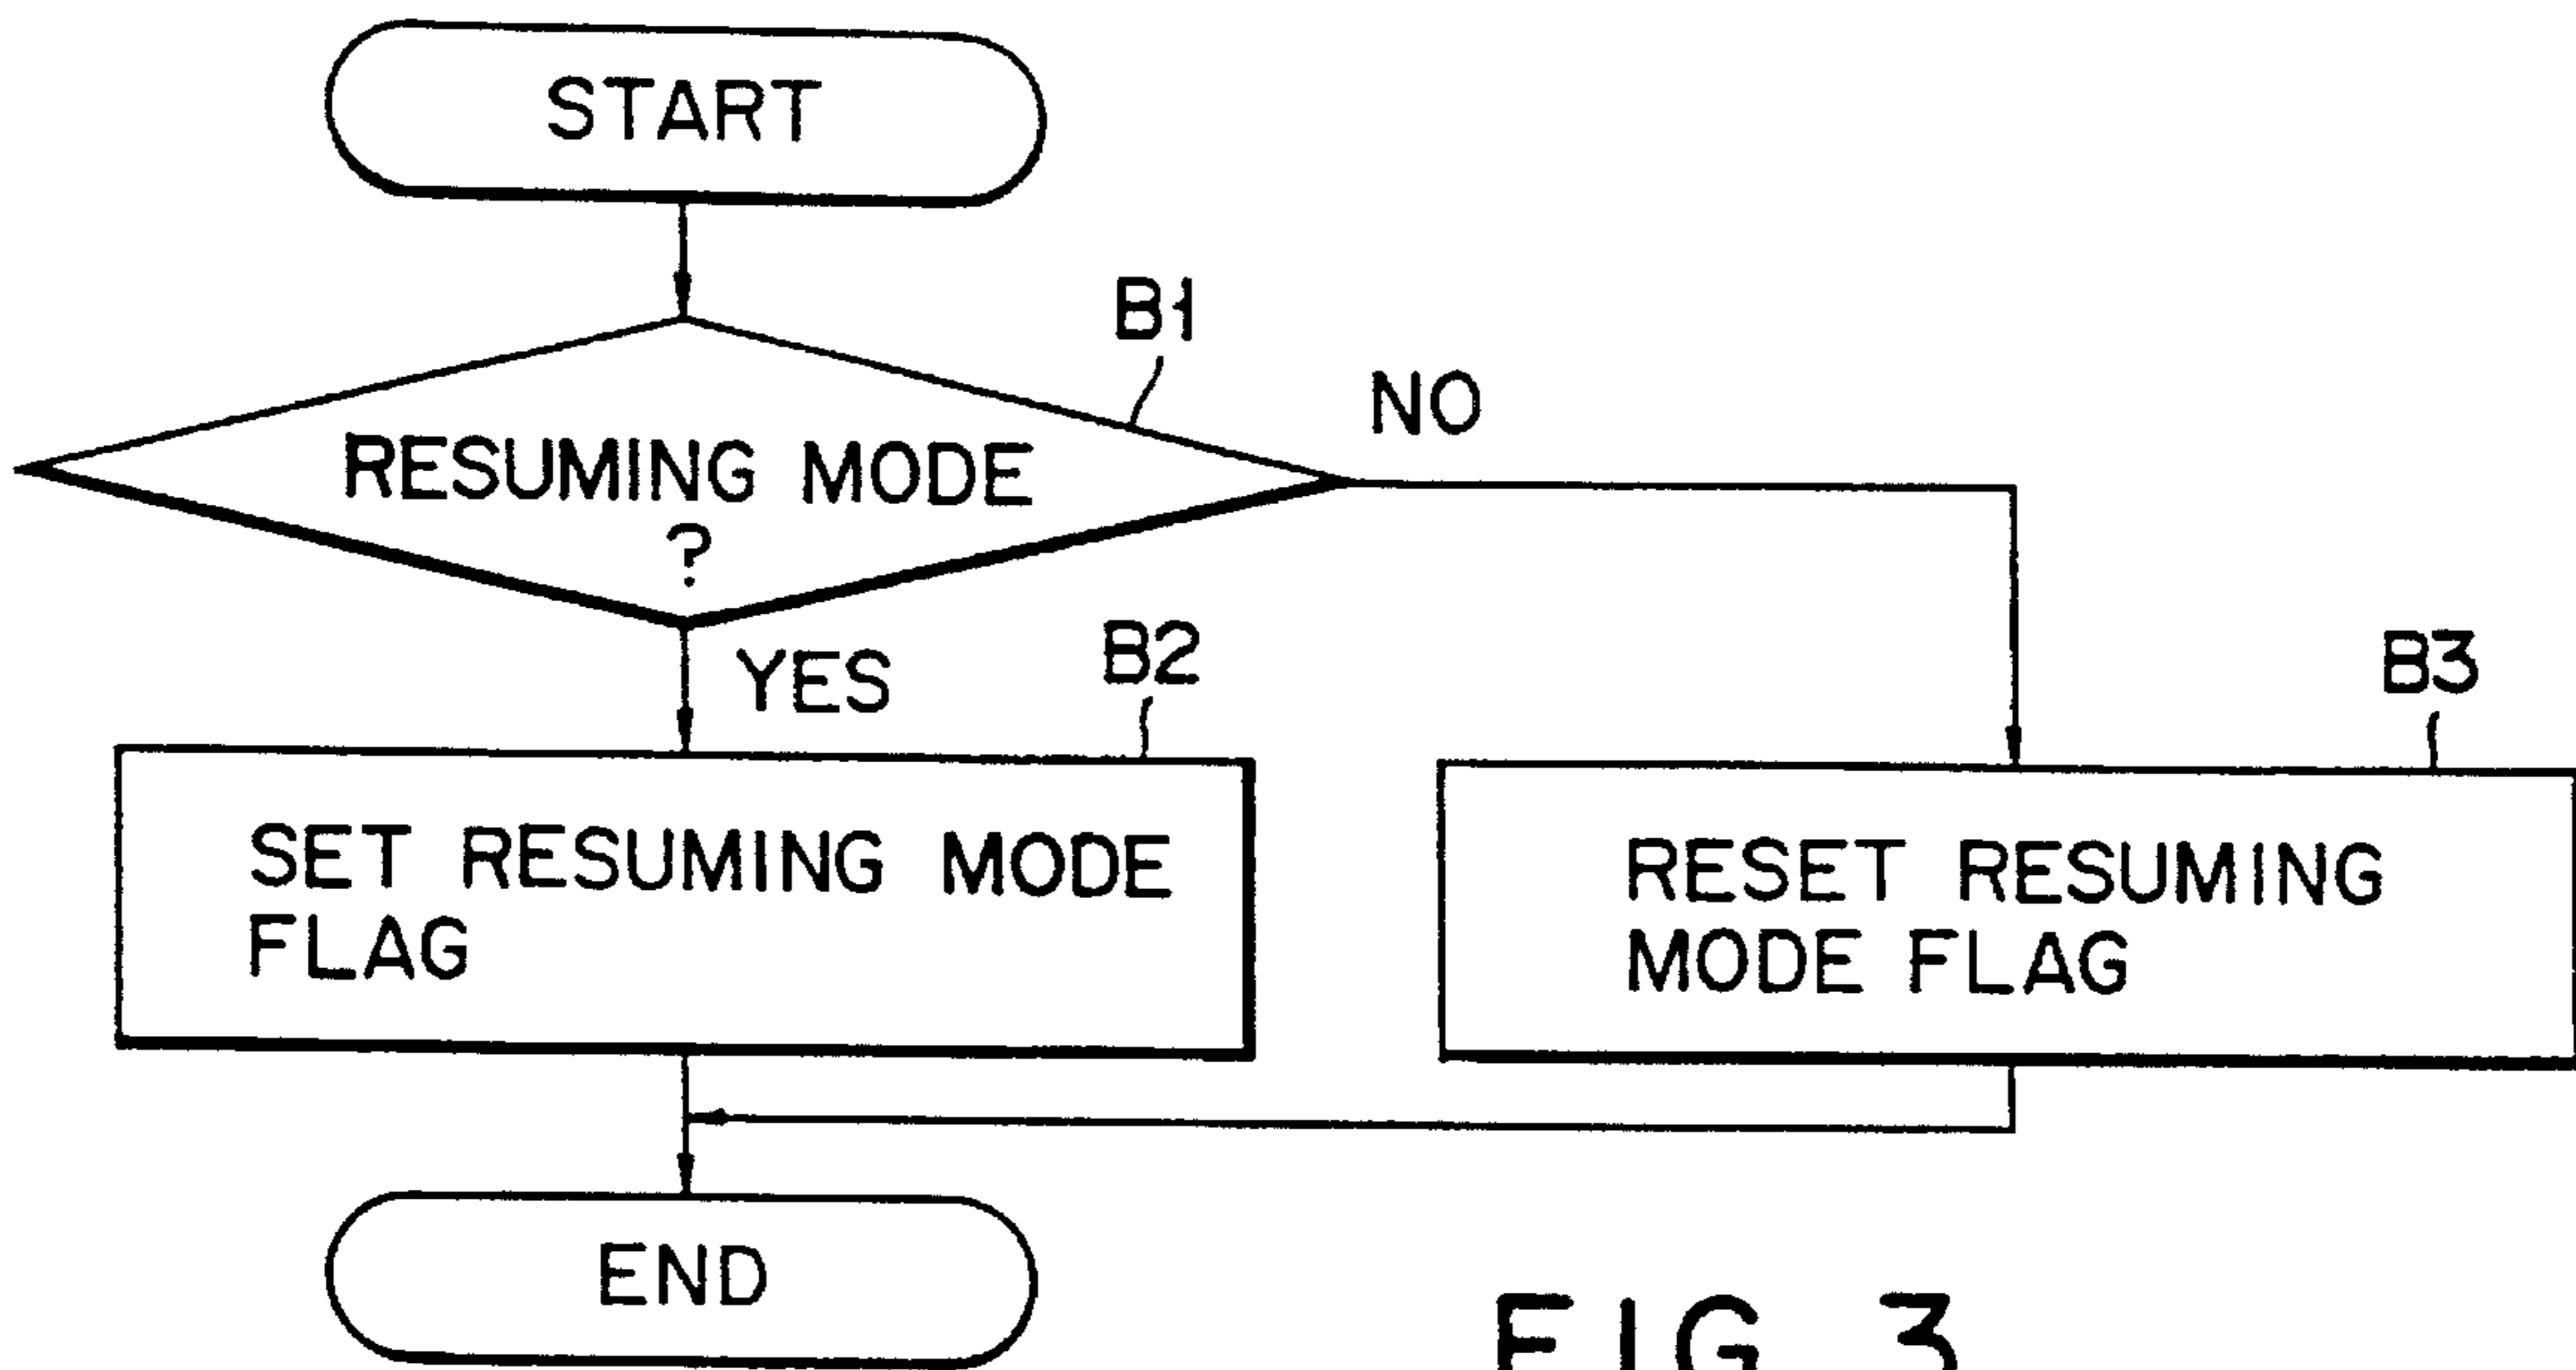 START
B1
RESUMING MODE
?
NO
YES
B2
B3
SET RESUMING MODE
FLAG
RESET RESUMING
MODE FLAG
END
FIG. 3